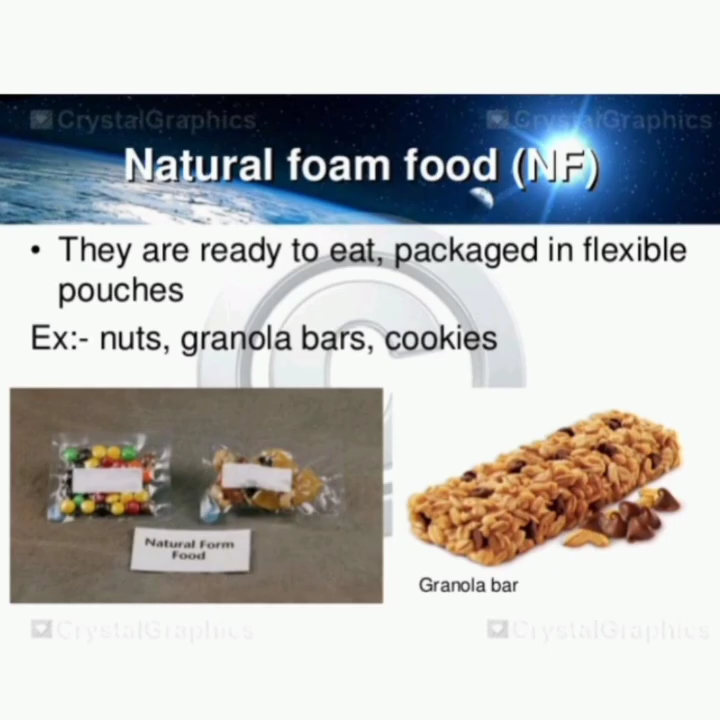 CrystalGraphics CrystalGraphics
Natural foam food (NF)
• They are ready to eat, packaged in flexible
pouches
Ex:- nuts, granola bars, cookies
Natural Form
Food
Granola bar
CrystalGraphics CrystalGraphics